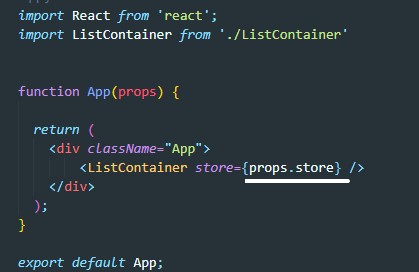 import React from 'react';
import ListContainer from './ListContainer'
function App(props) {
return (
<div className="App">
<ListContainer store={props.store} />
</div>
);
}
export default App;